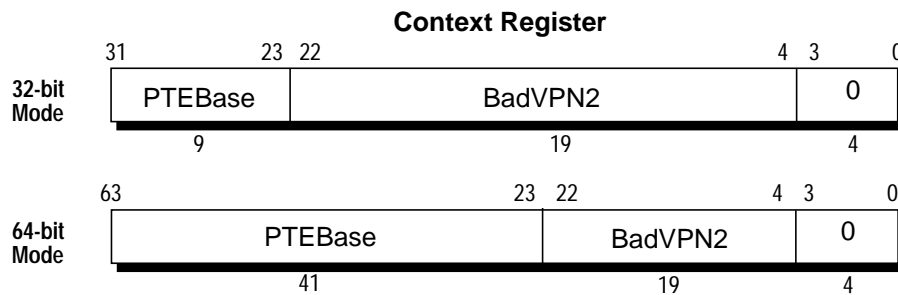 Context Register
31 23 22 4 3 0
32-bit
Mode
PTEBase BadVPN2 0
9 19 4
63 23 22 4 3 0
64-bit
Mode
PTEBase BadVPN2 0
41 19 4